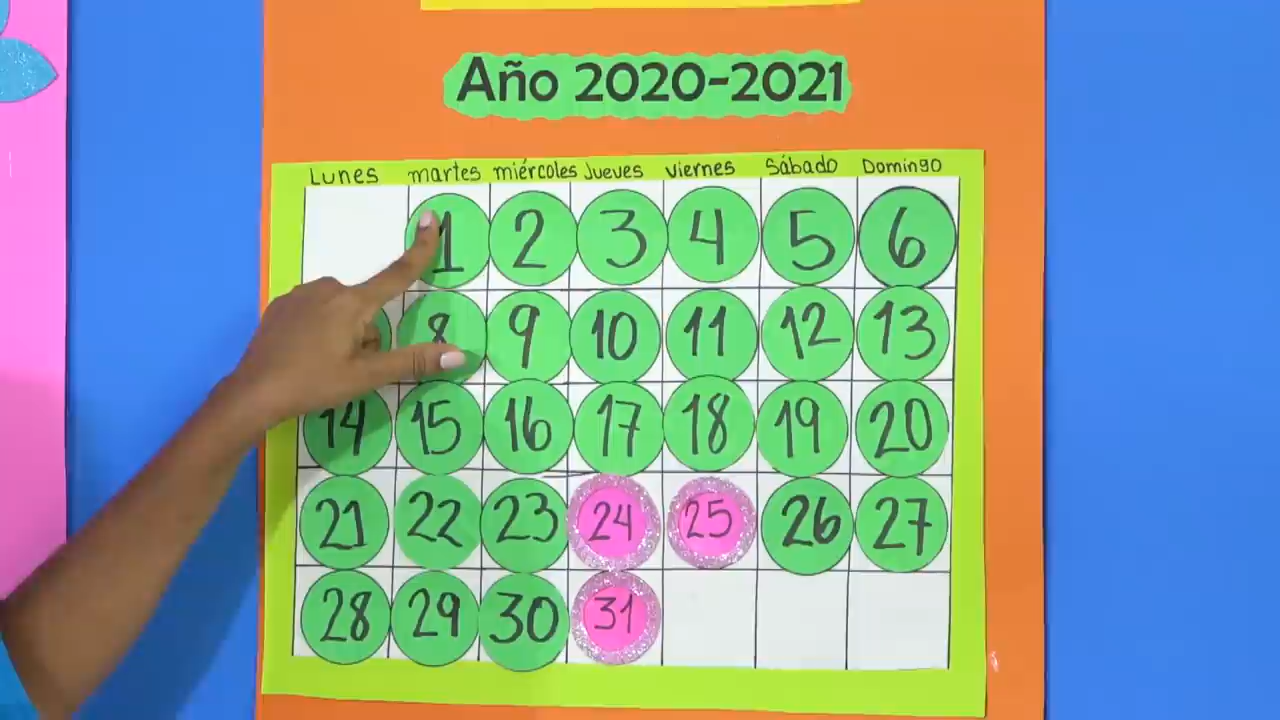 Año 2020-2021
Lunes martes miércoles Jueves viernes Sábado Domingo
1 2 3 4 5 6
8 9 10 11 12 13
14 15 16 17 18 19 20
21 22 23 24 25 26 27
28 29 30 31